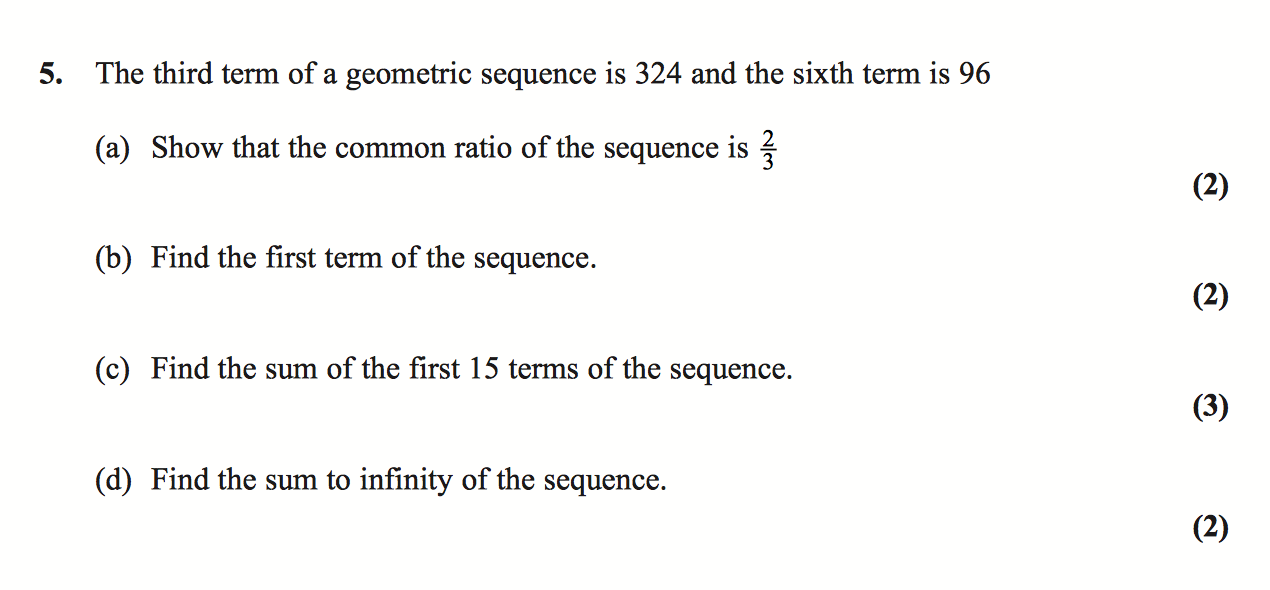 5. The third term of a geometric sequence is 324 and the sixth term is 96
(a) Show that the common ratio of the sequence is 2/3
(2)
(b) Find the first term of the sequence.
(2)
(c) Find the sum of the first 15 terms of the sequence.
(3)
(d) Find the sum to infinity of the sequence.
(2)